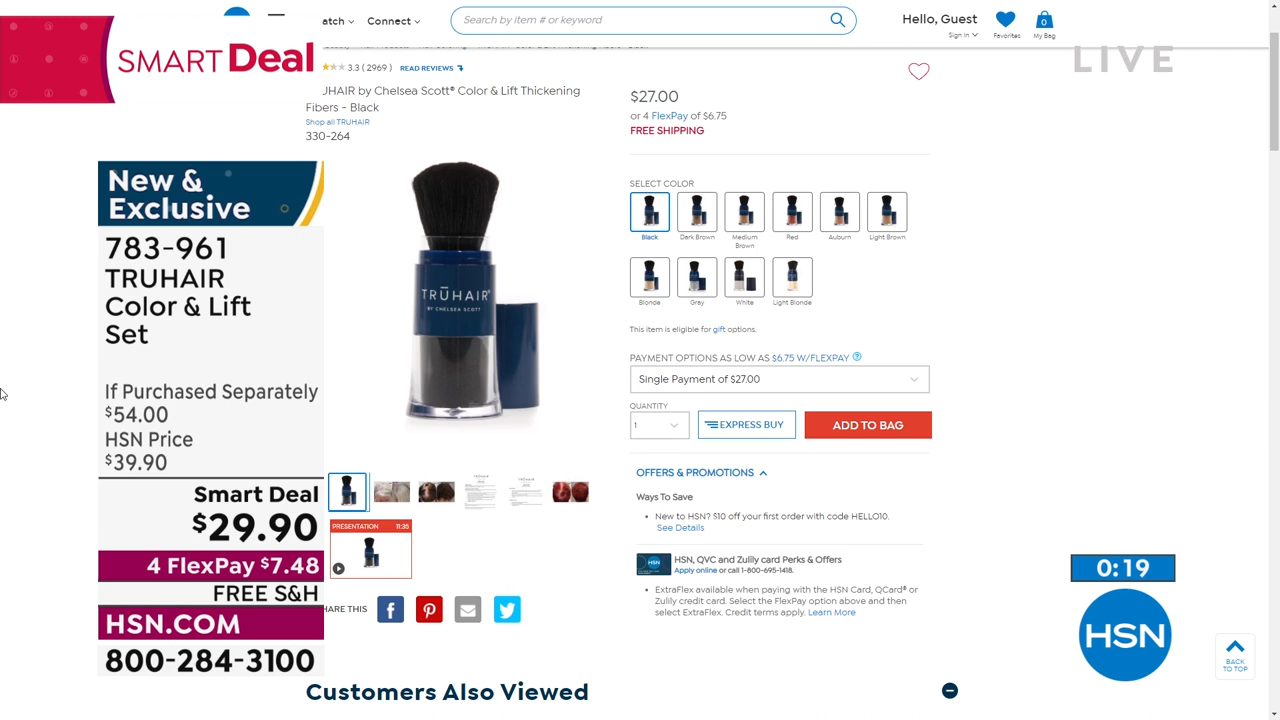 atch
Connect
Search by item # or keyword
Hello, Guest
Sign In
Favorites
0
My Bag
SMART Deal
LIVE
3.3 ( 2969 ) READ REVIEWS
UHAIR by Chelsea Scott® Color & Lift Thickening
Fibers - Black
Shop all TRUHAIR
330-264
$27.00
or 4 FlexPay of $6.75
FREE SHIPPING
New &
Exclusive
783-961
TRUHAIR
Color & Lift
Set
If Purchased Separately
$54.00
HSN Price
$39.90
Smart Deal
$29.90
4 FlexPay $7.48
FREE S&H
HSN.COM
800-284-3100
TRŪHAIR®
BY CHELSEA SCOTT
SELECT COLOR
Black
Dark Brown
Medium
Brown
Red
Auburn
Light Brown
Blonde
Gray
White
Light Blonde
This item is eligible for gift options.
PAYMENT OPTIONS AS LOW AS $6.75 W/FLEXPAY
Single Payment of $27.00
QUANTITY
1
EXPRESS BUY
ADD TO BAG
PRESENTATION 11:35
HARE THIS
OFFERS & PROMOTIONS
Ways To Save
New to HSN? $10 off your first order with code HELLO10.
See Details
HSN, QVC and Zulily card Perks & Offers
Apply online or call 1-800-695-1418.
ExtraFlex available when paying with the HSN Card, QCard® or
Zulily credit card. Select the FlexPay option above and then
select ExtraFlex. Credit terms apply. Learn More
0:19
HSN
BACK
TO TOP
Customers Also Viewed